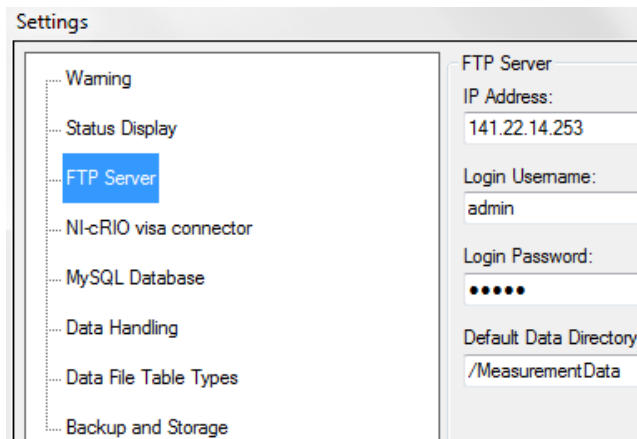 Settings
Warning
Status Display
FTP Server
NI-cRIO visa connector
MySQL Database
Data Handling
Data File Table Types
Backup and Storage
FTP Server
IP Address:
141.22.14.253
Login Username:
admin
Login Password:
●●●●●
Default Data Directory
/MeasurementData